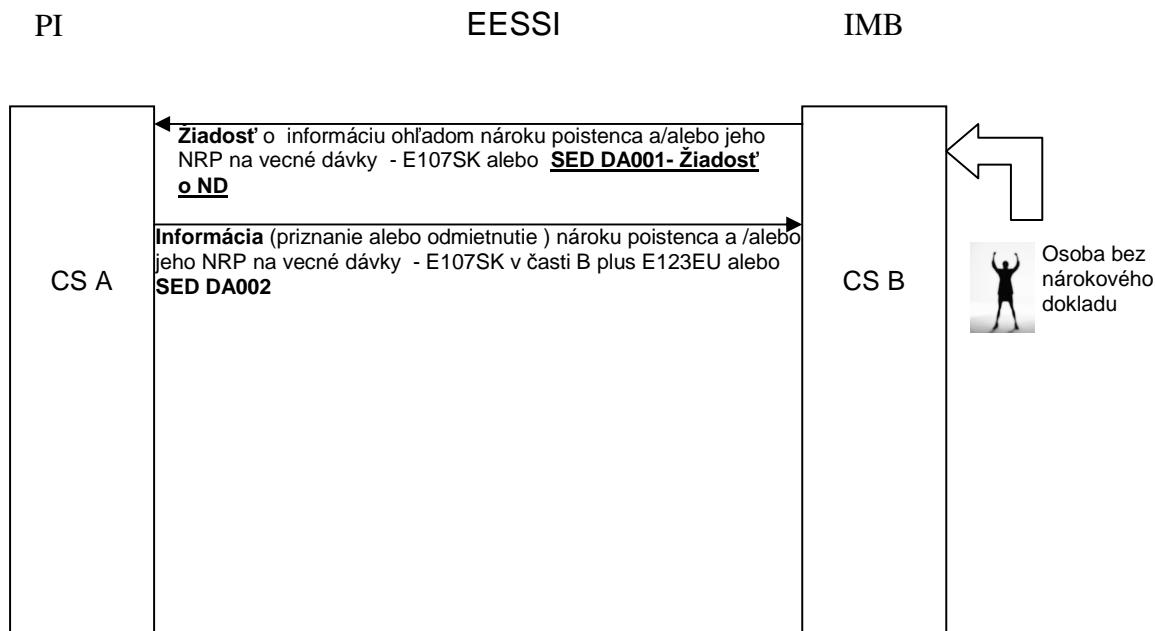 PI EESSI IMB
Žiadosť o informáciu ohľadom nároku poistenca a/alebo jeho
NRP na vecné dávky - E107SK alebo SED DA001- Žiadosť
o ND
Informácia (priznanie alebo odmietnutie ) nároku poistenca a /alebo
jeho NRP na vecné dávky - E107SK v časti B plus E123EU alebo
SED DA002
CS A
CS B
Osoba bez
nárokového
dokladu